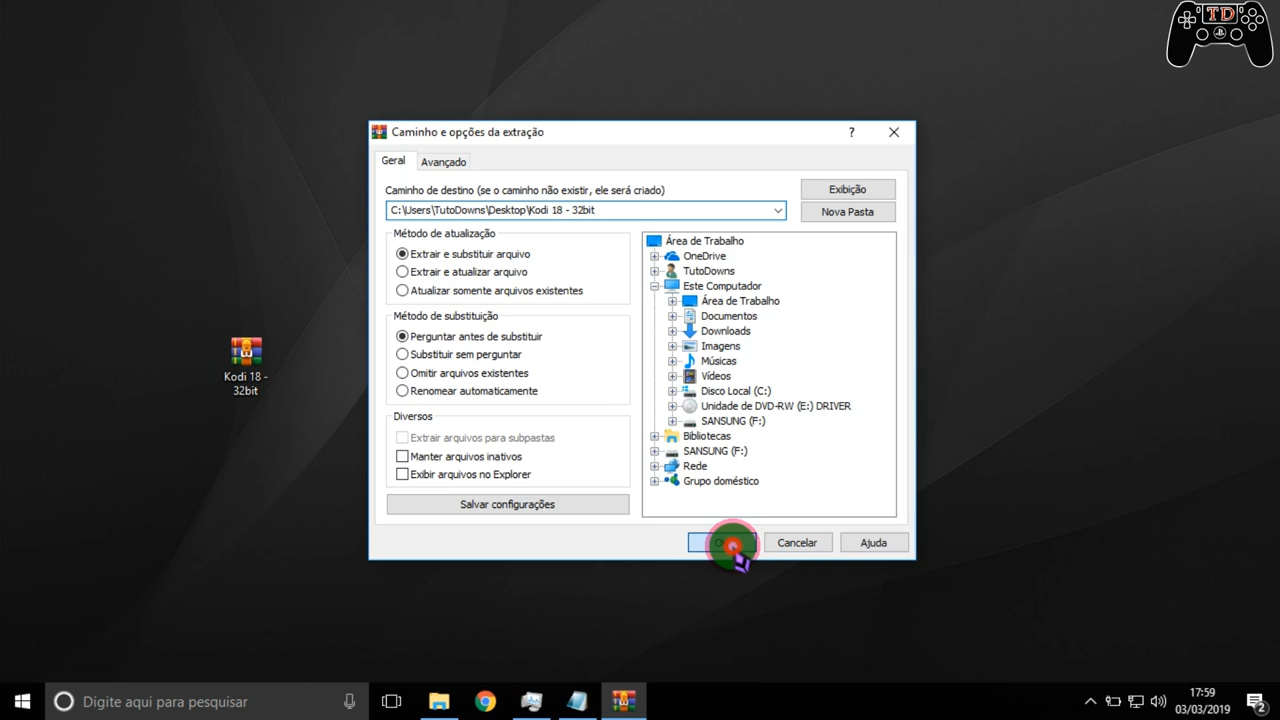 TD
Caminho e opções da extração
?
Geral
Avançado
Caminho de destino (se o caminho não existir, ele será criado)
C:\Users\TutoDowns\Desktop\Kodi 18 - 32bit
Exibição
Nova Pasta
Método de atualização
Extrair e substituir arquivo
Extrair e atualizar arquivo
Atualizar somente arquivos existentes
Método de substituição
Perguntar antes de substituir
Substituir sem perguntar
Omitir arquivos existentes
Renomear automaticamente
Diversos
Extrair arquivos para subpastas
Manter arquivos inativos
Exibir arquivos no Explorer
Salvar configurações
Área de Trabalho
OneDrive
TutoDowns
Este Computador
Área de Trabalho
Documentos
Downloads
Imagens
Músicas
Vídeos
Disco Local (C:)
Unidade de DVD-RW (E:) DRIVER
SANSUNG (F:)
Bibliotecas
SANSUNG (F:)
Rede
Grupo doméstico
Cancelar
Ajuda
Kodi 18 -
32bit
Digite aqui para pesquisar
17:59
03/03/2019
2